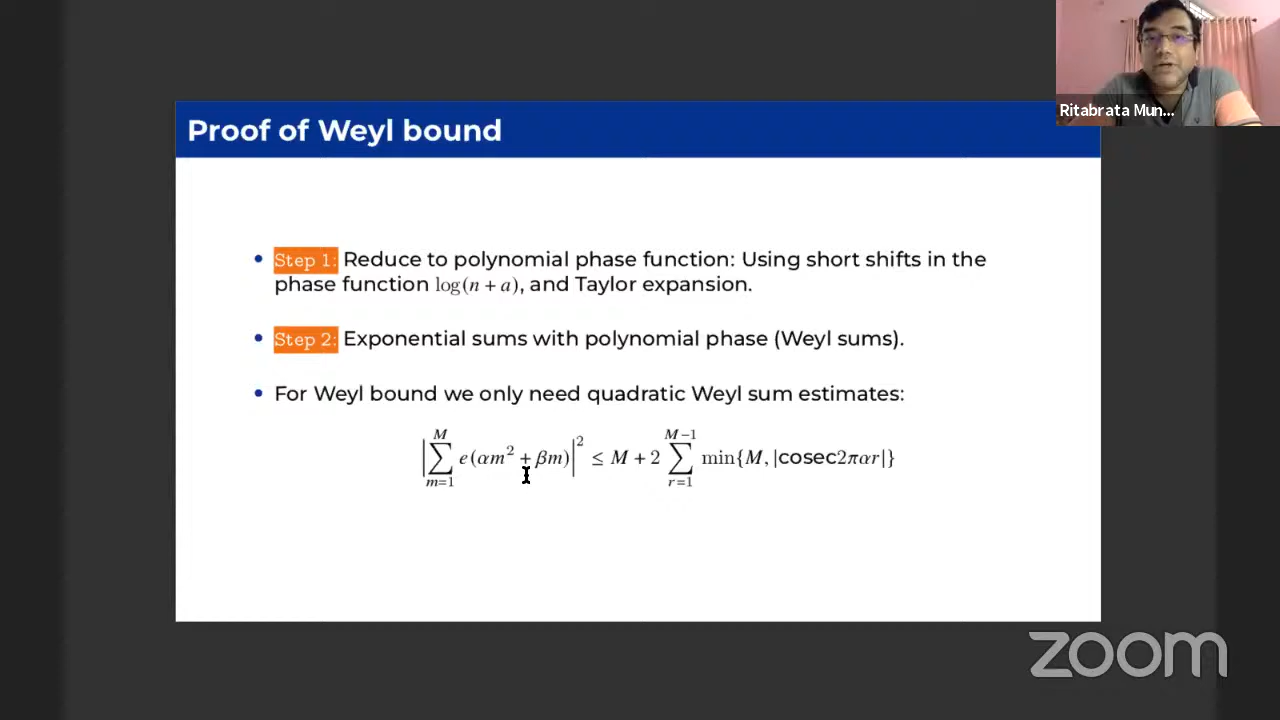 Ritabrata Mun...
Proof of Weyl bound
• Step 1: Reduce to polynomial phase function: Using short shifts in the
phase function log(n + a), and Taylor expansion.
• Step 2: Exponential sums with polynomial phase (Weyl sums).
• For Weyl bound we only need quadratic Weyl sum estimates:
|∑_{m=1}^{M} e(αm² + βm)|² ≤ M + 2 ∑_{r=1}^{M−1} min{M, |cosec2παr|}
zoom